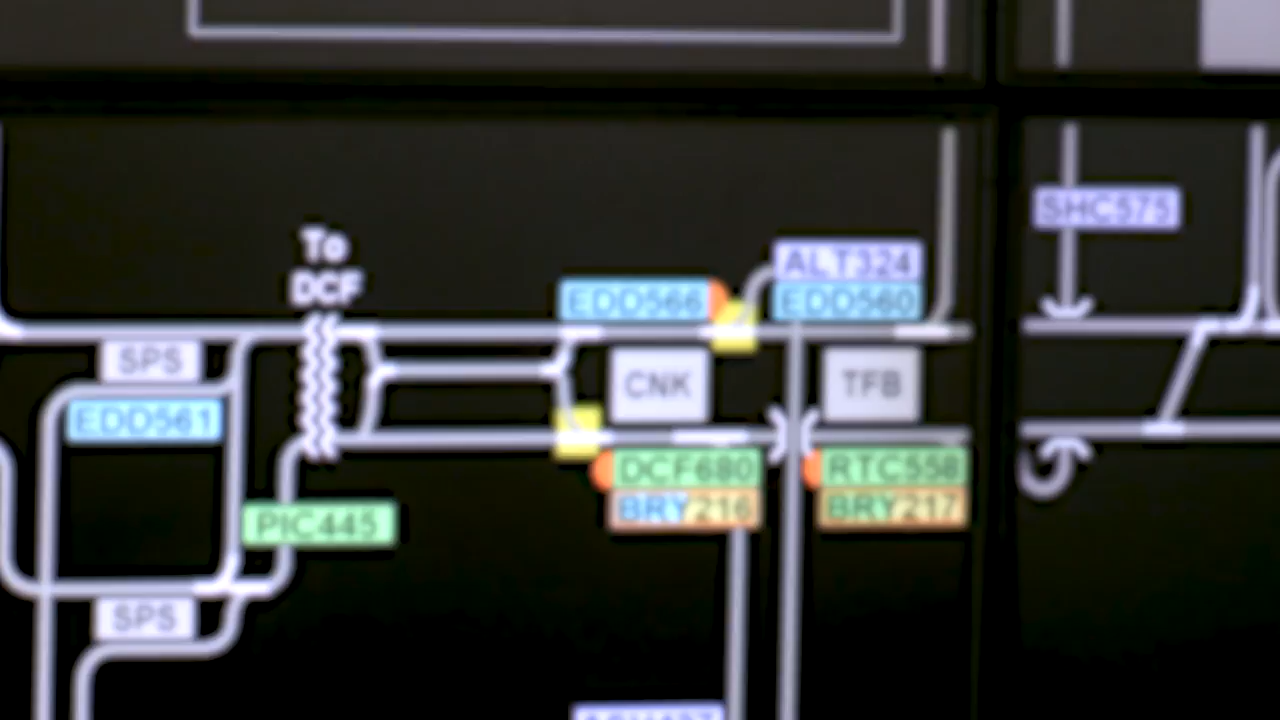 SHC575
To
DCF
ALT324
EDD566
EDD560
SPS
CNK
TFB
EDD561
DCF680
RTC558
BRY216
BRY217
PIC445
SPS